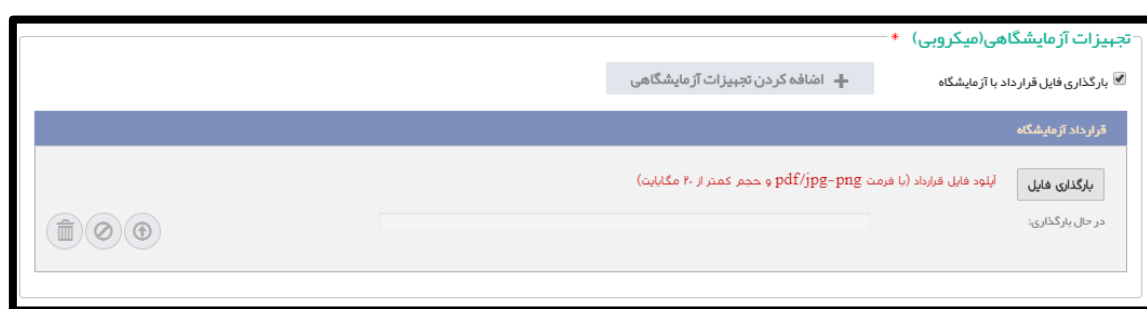 تجهیزات آزمایشگاهی(میکروبی) *
بارگذاری فایل قرارداد با آزمایشگاه
+ اضافه کردن تجهیزات آزمایشگاهی
قرارداد آزمایشگاه
بارگذاری فایل
آپلود فایل قرارداد (با فرمت pdf/jpg-png و حجم کمتر از ۲۰ مگابایت)
در حال بارگذاری: